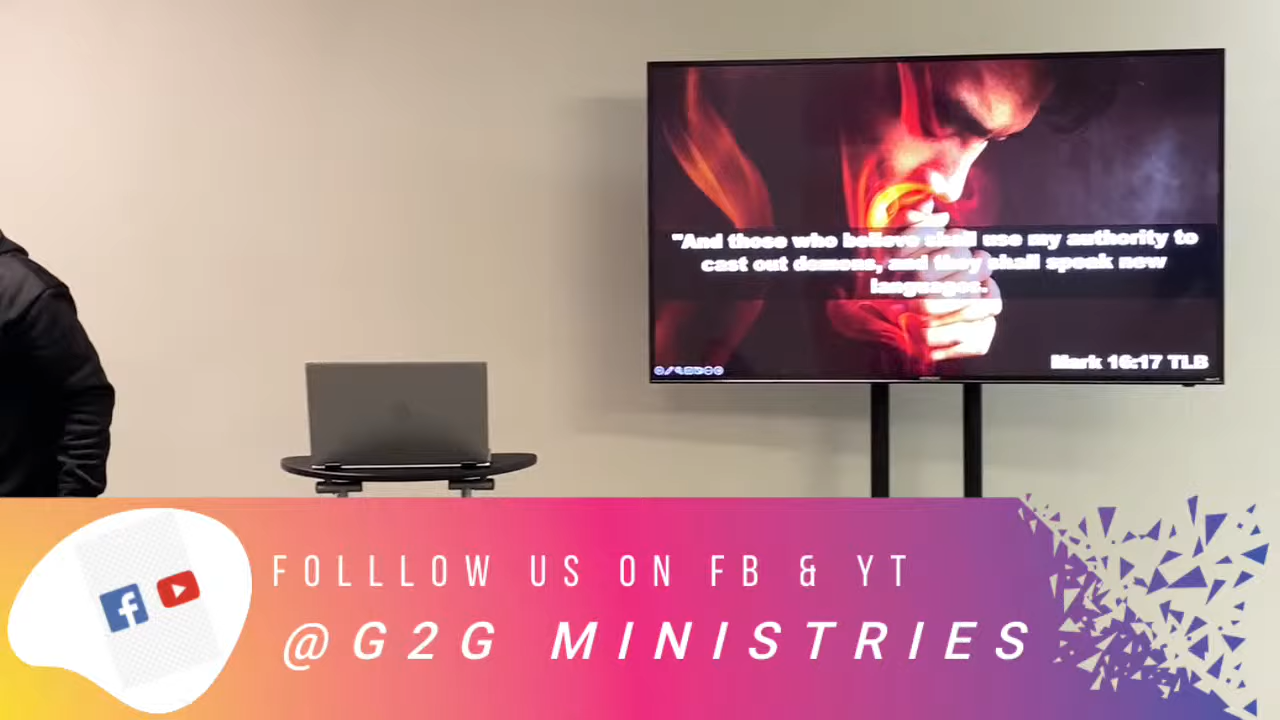 "And those who believe shall use my authority to
cast out demons, and they shall speak new
languages.
Mark 16:17 TLB
FOLLLOW US ON FB & YT
@G2G MINISTRIES